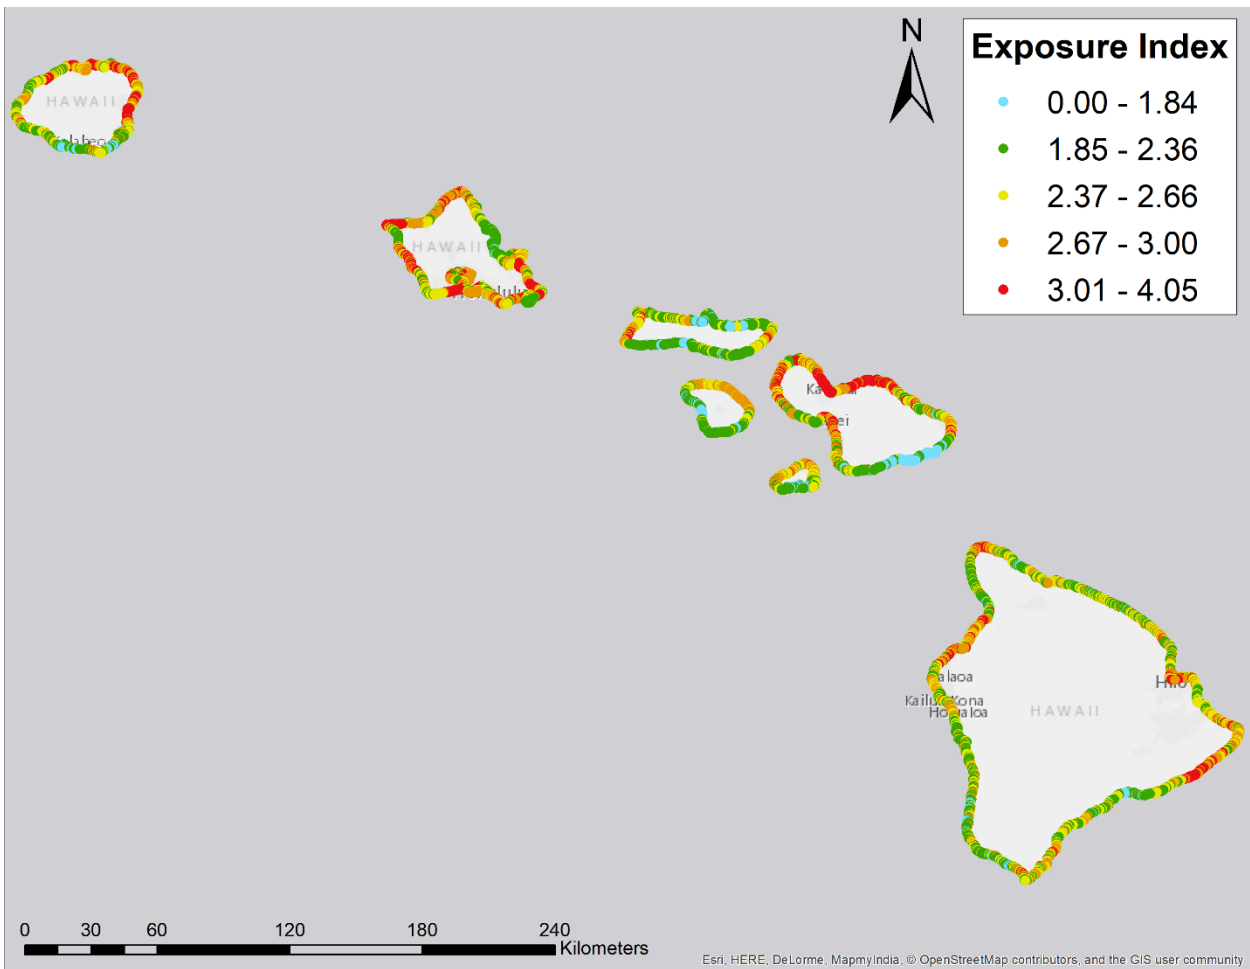 N
Exposure Index
0.00 - 1.84
1.85 - 2.36
2.37 - 2.66
2.67 - 3.00
3.01 - 4.05
HAWAII
HAWAII
Hilo
Kailua Kona
HAWAII
0 30 60 120 180 240
Kilometers
Esri, HERE, DeLorme, MapmyIndia, © OpenStreetMap contributors, and the GIS user community